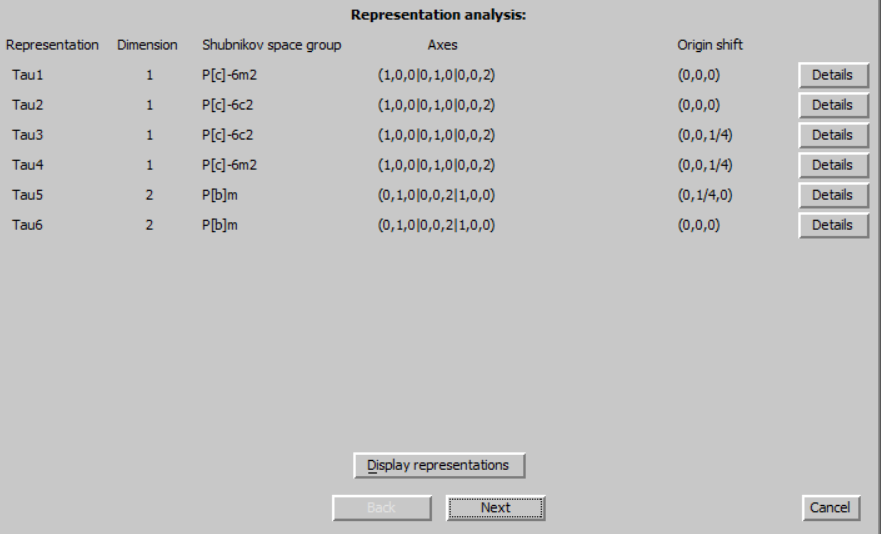 Representation analysis:
Representation Dimension Shubnikov space group Axes Origin shift
Tau1 1 P[c]-6m2 (1,0,0|0,1,0|0,0,2) (0,0,0) Details
Tau2 1 P[c]-6c2 (1,0,0|0,1,0|0,0,2) (0,0,0) Details
Tau3 1 P[c]-6c2 (1,0,0|0,1,0|0,0,2) (0,0,1/4) Details
Tau4 1 P[c]-6m2 (1,0,0|0,1,0|0,0,2) (0,0,1/4) Details
Tau5 2 P[b]m (0,1,0|0,0,2|1,0,0) (0,1/4,0) Details
Tau6 2 P[b]m (0,1,0|0,0,2|1,0,0) (0,0,0) Details
Display representations
Back Next Cancel